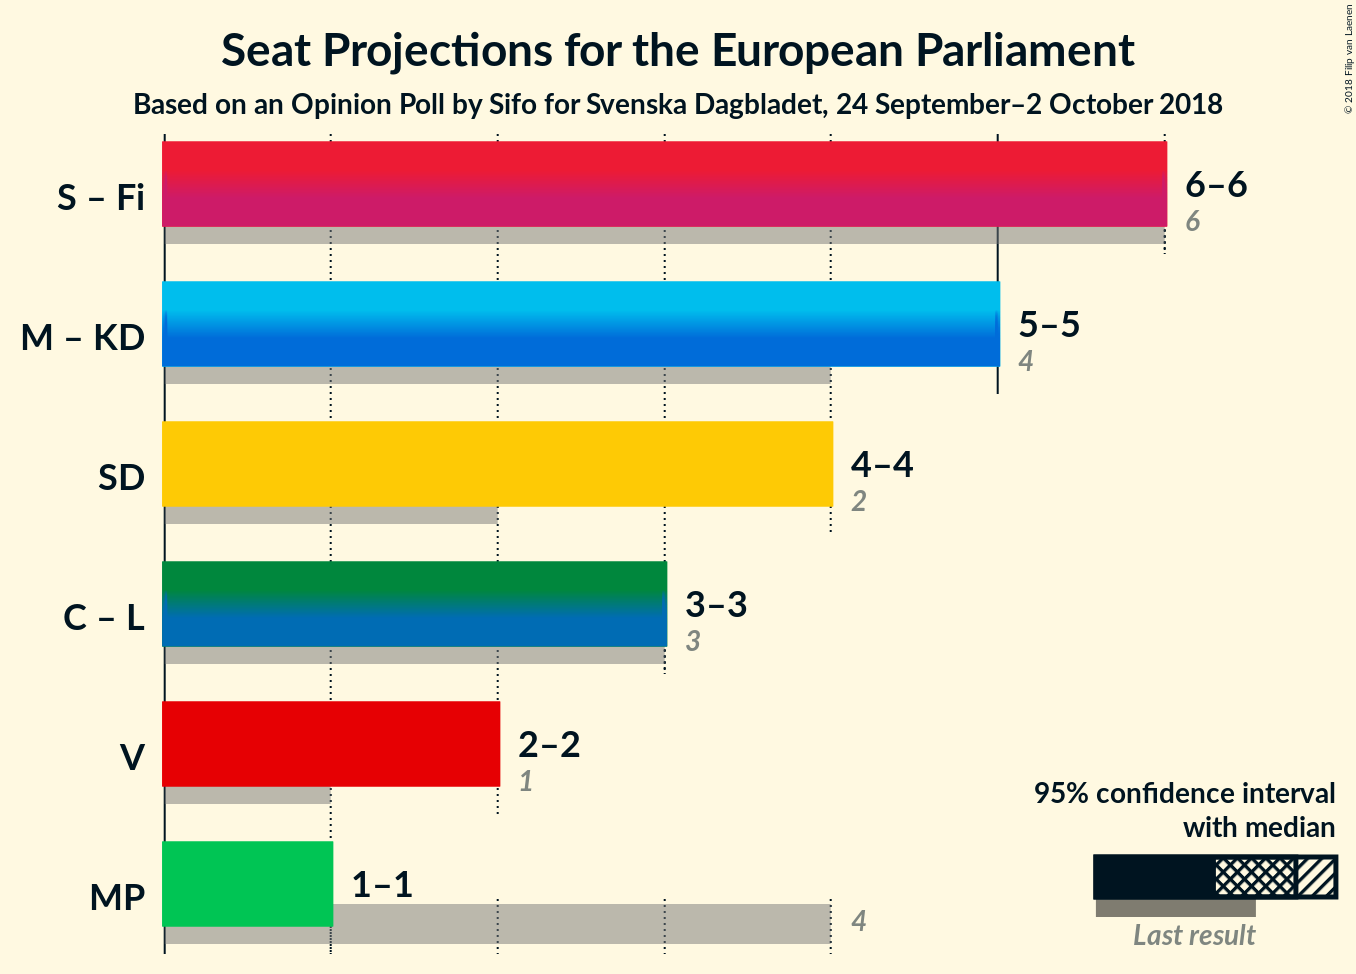 Seat Projections for the European Parliament
Based on an Opinion Poll by Sifo for Svenska Dagbladet, 24 September–2 October 2018
© 2018 Filip van Laenen
S – Fi
6–6
6
M – KD
5–5
4
SD
4–4
2
C – L
3–3
3
V
2–2
1
MP
1–1
4
95% confidence interval
with median
Last result